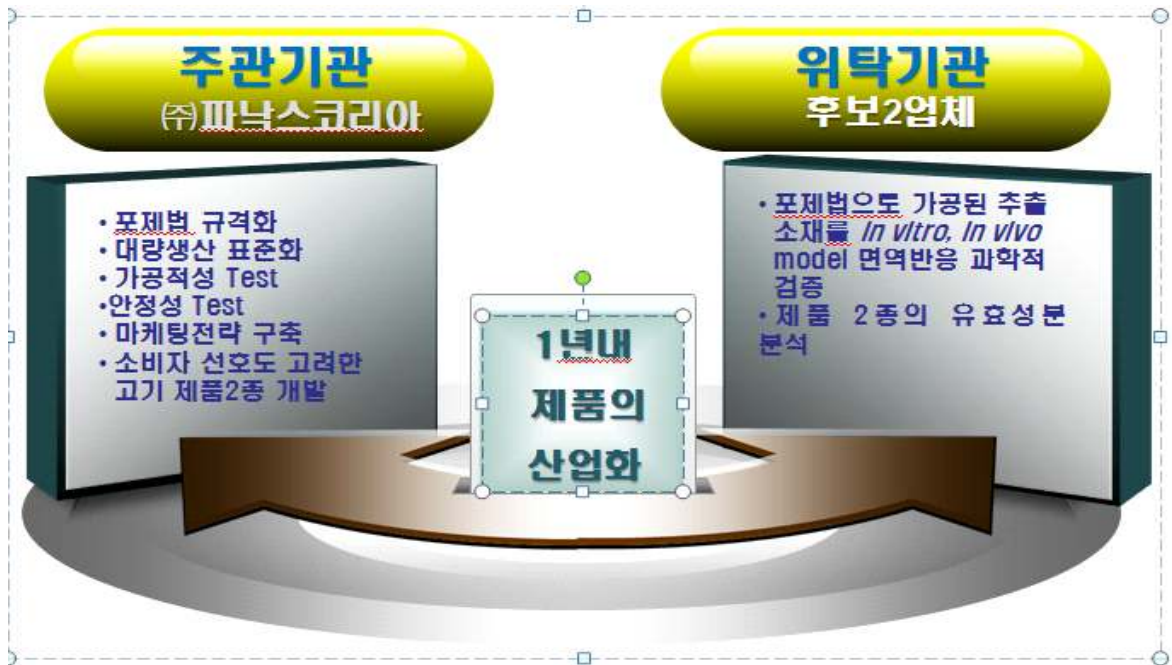 주관기관
㈜파낙스코리아
• 포제법 규격화
• 대량생산 표준화
• 가공적성 Test
•안정성 Test
• 마케팅전략 구축
• 소비자 선호도 고려한
고기 제품2종 개발
1년내
제품의
산업화
위탁기관
후보2업체
• 포제법으로 가공된 추출
소재를 In vitro, In vivo
model 면역반응 과학적
검증
• 제품 2종의 유효성분
분석